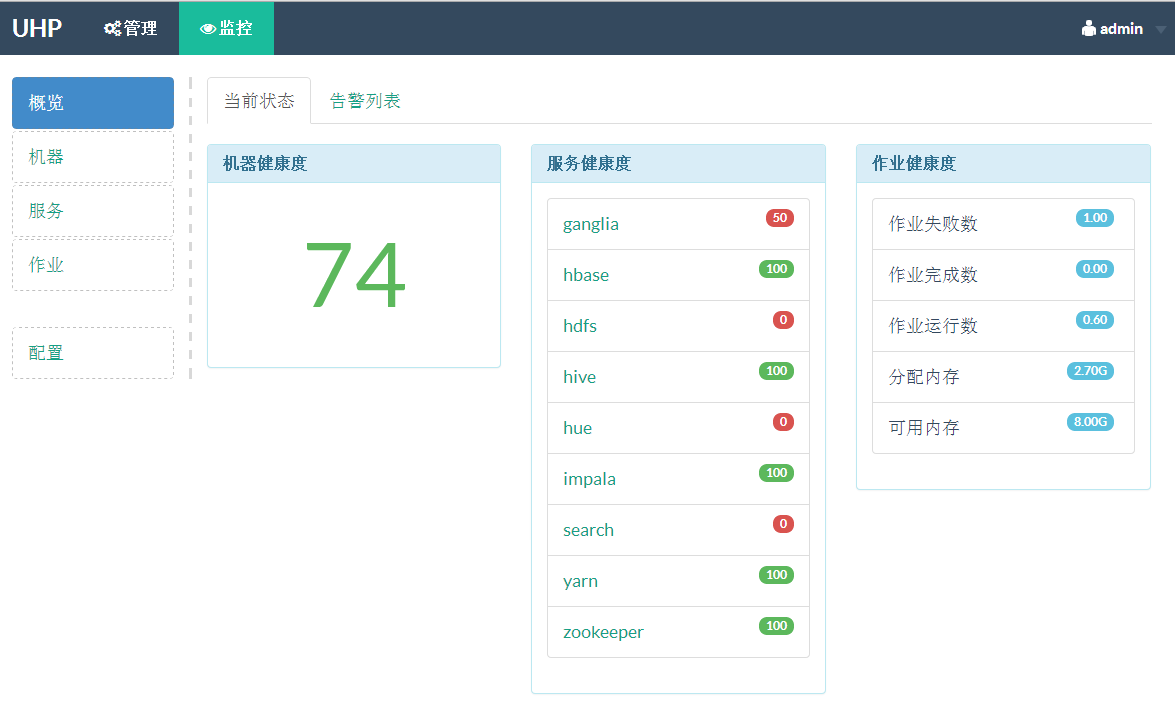 UHP 管理 监控 admin
概览
机器
服务
作业
配置
当前状态 告警列表
机器健康度
74
服务健康度
ganglia 50
hbase 100
hdfs 0
hive 100
hue 0
impala 100
search 0
yarn 100
zookeeper 100
作业健康度
作业失败数 1.00
作业完成数 0.00
作业运行数 0.60
分配内存 2.70G
可用内存 8.00G